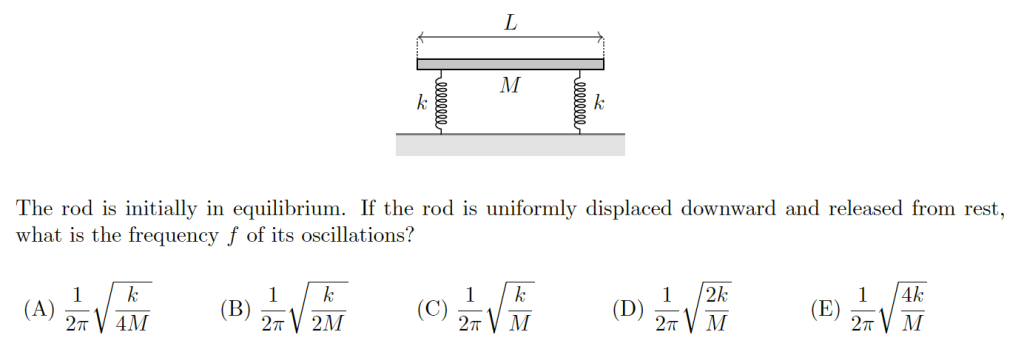 L
M
k
k
The rod is initially in equilibrium. If the rod is uniformly displaced downward and released from rest,
what is the frequency f of its oscillations?
(A) \frac{1}{2\pi}\sqrt{\frac{k}{4M}} (B) \frac{1}{2\pi}\sqrt{\frac{k}{2M}} (C) \frac{1}{2\pi}\sqrt{\frac{k}{M}} (D) \frac{1}{2\pi}\sqrt{\frac{2k}{M}} (E) \frac{1}{2\pi}\sqrt{\frac{4k}{M}}